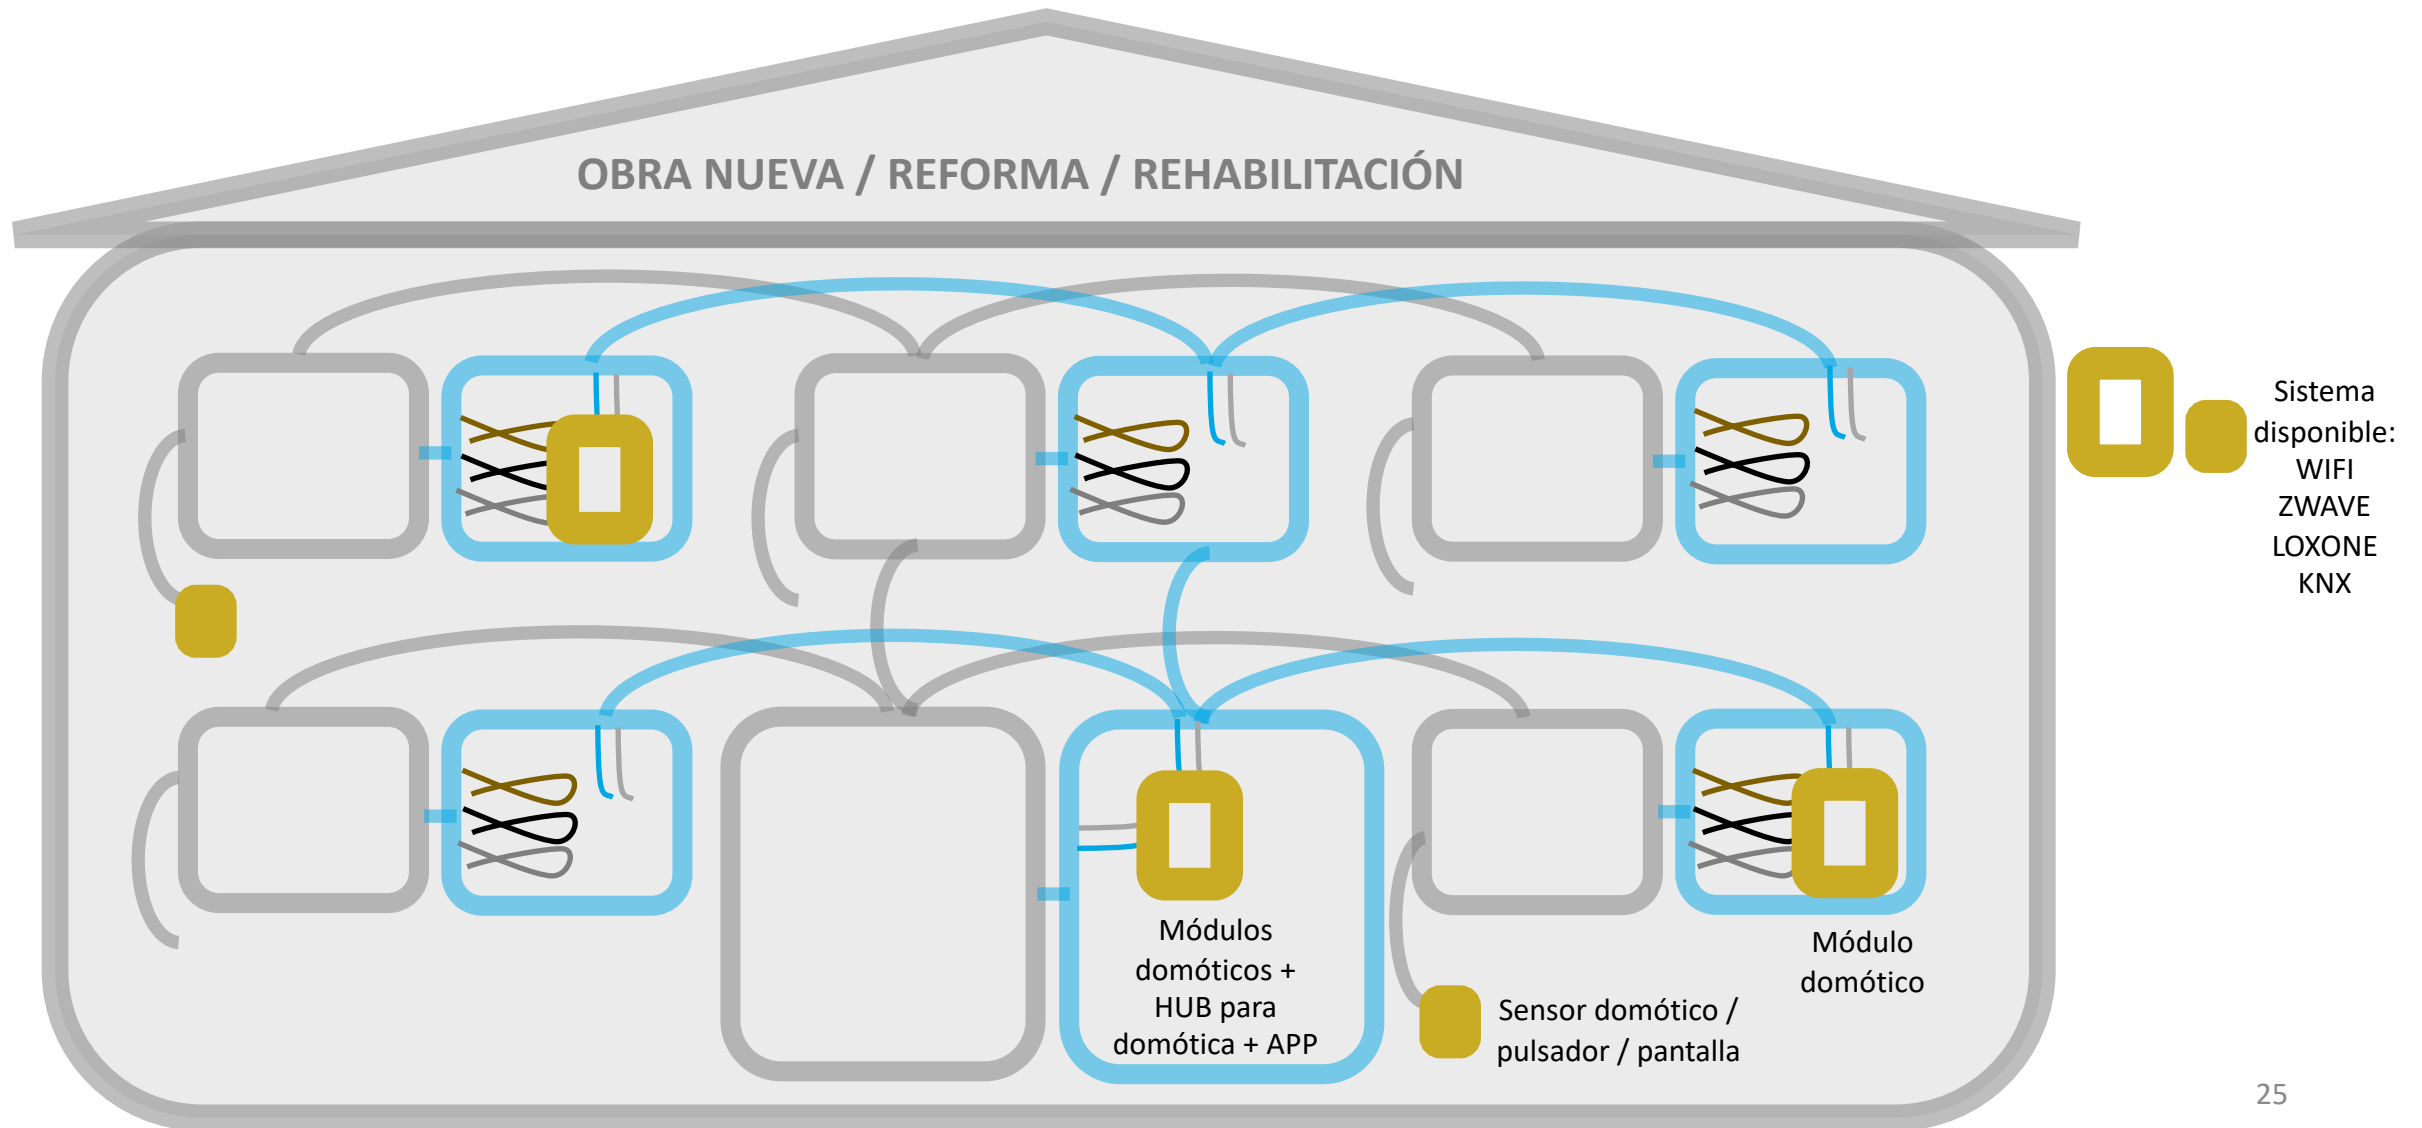 OBRA NUEVA / REFORMA / REHABILITACIÓN
Sistema
disponible:
WIFI
ZWAVE
LOXONE
KNX
Módulos
domóticos +
HUB para
domótica + APP
Módulo
domótico
Sensor domótico /
pulsador / pantalla
25